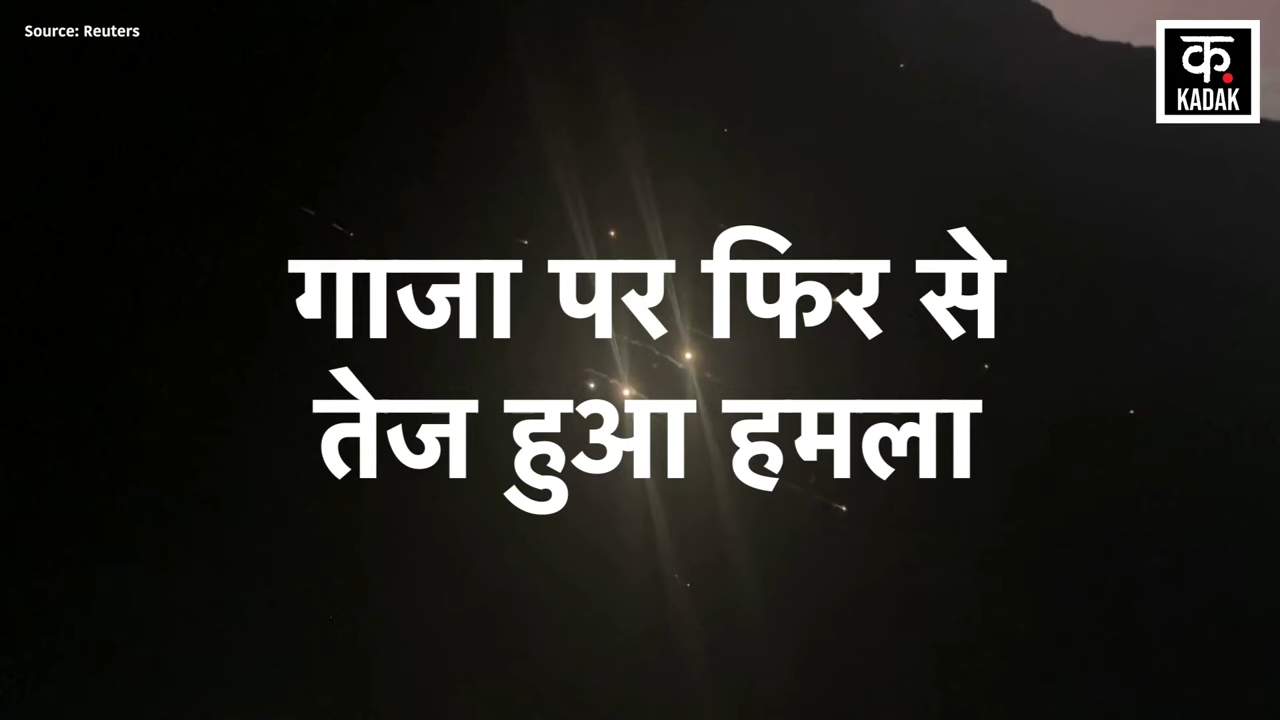 Source: Reuters
क.
KADAK
गाजा पर फिर से
तेज हुआ हमला